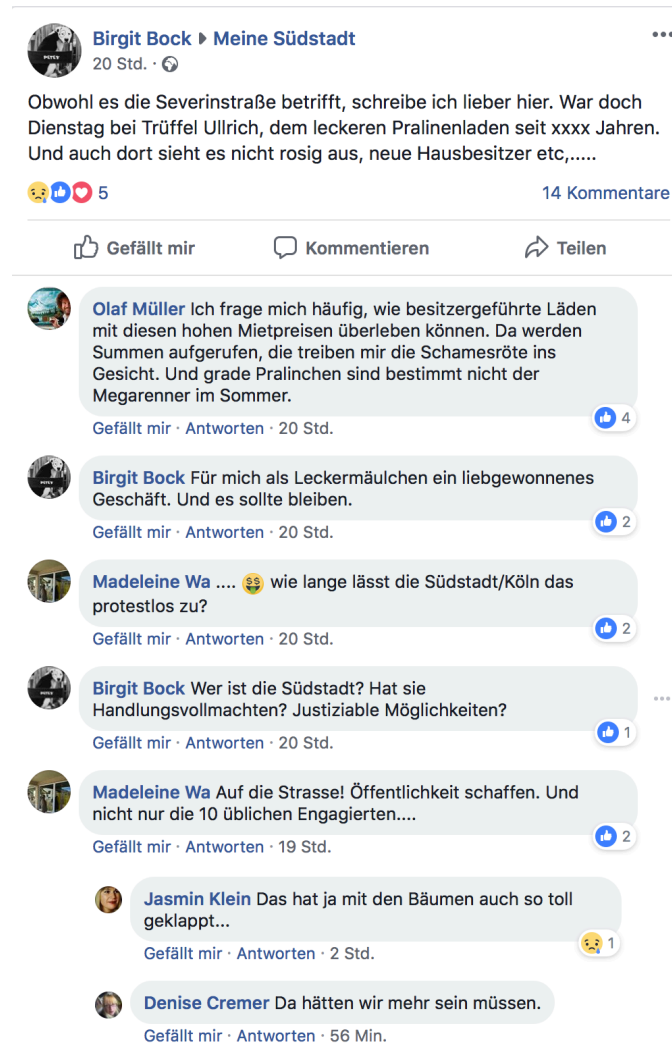 Birgit Bock ▸ Meine Südstadt
20 Std. ·
Obwohl es die Severinstraße betrifft, schreibe ich lieber hier. War doch
Dienstag bei Trüffel Ullrich, dem leckeren Pralinenladen seit xxxx Jahren.
Und auch dort sieht es nicht rosig aus, neue Hausbesitzer etc,.....
5
14 Kommentare
Gefällt mir
Kommentieren
Teilen
Olaf Müller Ich frage mich häufig, wie besitzergeführte Läden
mit diesen hohen Mietpreisen überleben können. Da werden
Summen aufgerufen, die treiben mir die Schamesröte ins
Gesicht. Und grade Pralinchen sind bestimmt nicht der
Megarenner im Sommer.
4
Gefällt mir · Antworten · 20 Std.
Birgit Bock Für mich als Leckermäulchen ein liebgewonnenes
Geschäft. Und es sollte bleiben.
2
Gefällt mir · Antworten · 20 Std.
Madeleine Wa .... 🤑 wie lange lässt die Südstadt/Köln das
protestlos zu?
2
Gefällt mir · Antworten · 20 Std.
Birgit Bock Wer ist die Südstadt? Hat sie
Handlungsvollmachten? Justiziable Möglichkeiten?
1
Gefällt mir · Antworten · 20 Std.
Madeleine Wa Auf die Strasse! Öffentlichkeit schaffen. Und
nicht nur die 10 üblichen Engagierten....
2
Gefällt mir · Antworten · 19 Std.
Jasmin Klein Das hat ja mit den Bäumen auch so toll
geklappt...
1
Gefällt mir · Antworten · 2 Std.
Denise Cremer Da hätten wir mehr sein müssen.
Gefällt mir · Antworten · 56 Min.